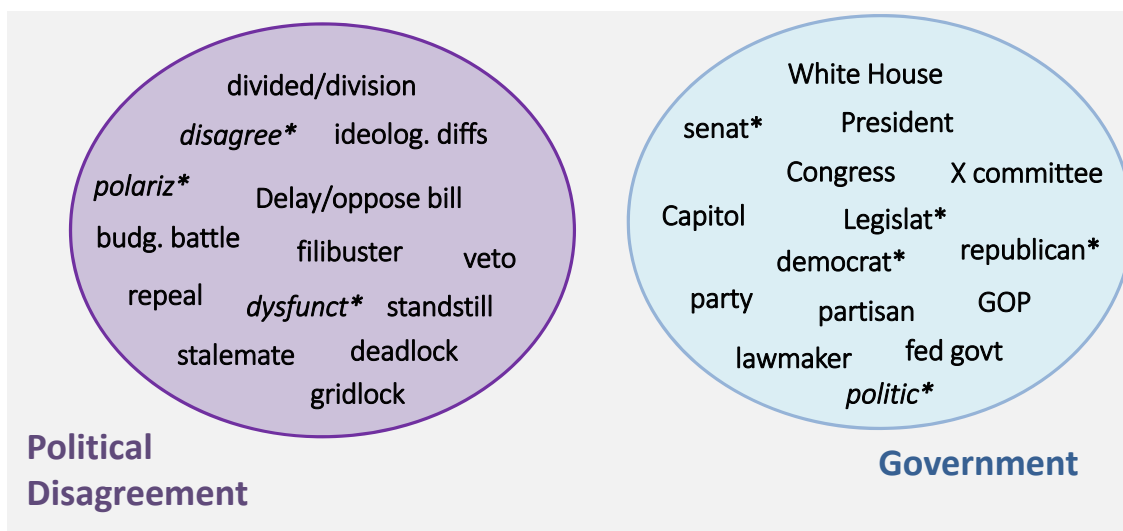 divided/division
disagree* ideolog. diffs
polariz*
Delay/oppose bill
budg. battle
filibuster
veto
repeal
dysfunct* standstill
stalemate
deadlock
gridlock
Political
Disagreement
White House
senat*
President
Congress
X committee
Capitol
Legislat*
democrat*
republican*
party
partisan
GOP
lawmaker
fed govt
politic*
Government